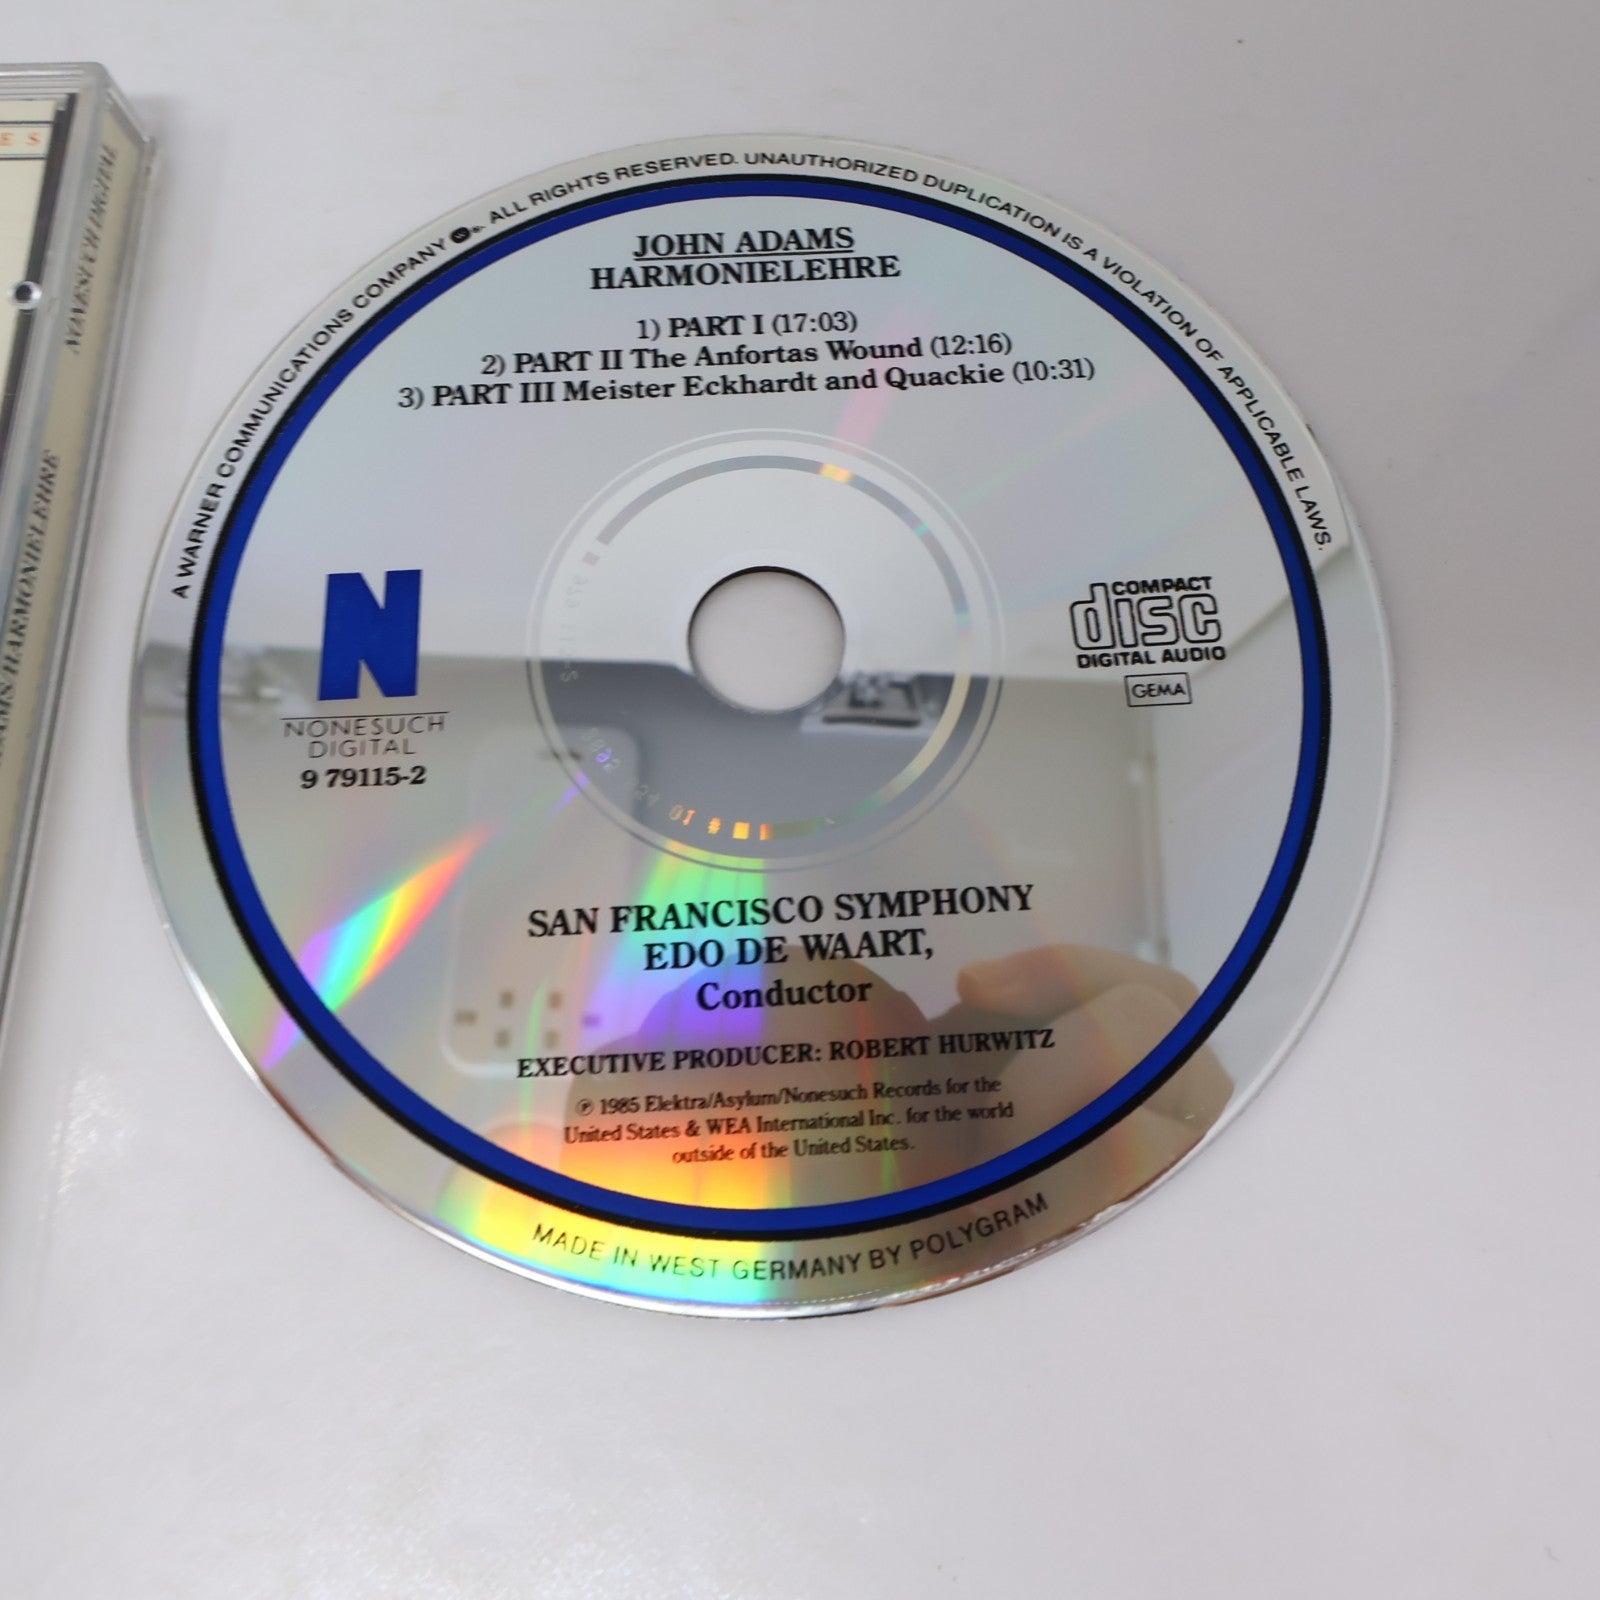 E S
NONESUCH DIGITAL
HARMONIELEHRE
A WARNER COMMUNICATIONS COMPANY ALL RIGHTS RESERVED. UNAUTHORIZED DUPLICATION IS A VIOLATION OF APPLICABLE LAWS.
JOHN ADAMS
HARMONIELEHRE
1) PART I (17:03)
2) PART II The Anfortas Wound (12:16)
3) PART III Meister Eckhardt and Quackie (10:31)
N
NONESUCH
DIGITAL
9 79115-2
COMPACT
disc
DIGITAL AUDIO
GEMA
SAN FRANCISCO SYMPHONY
EDO DE WAART,
Conductor
EXECUTIVE PRODUCER: ROBERT HURWITZ
℗ 1985 Elektra/Asylum/Nonesuch Records for the
United States & WEA International Inc. for the world
outside of the United States.
MADE IN WEST GERMANY BY POLYGRAM